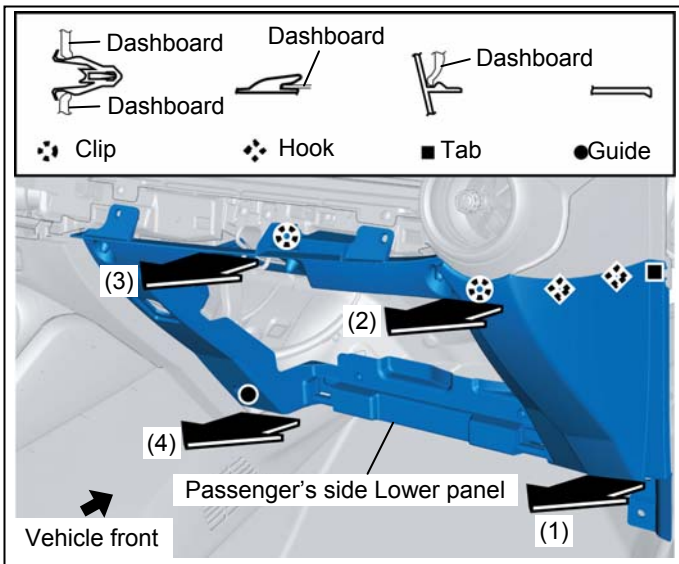 Dashboard
Dashboard
Dashboard
Dashboard
Clip
Hook
Tab
Guide
(3)
(2)
(4)
Passenger's side Lower panel
(1)
Vehicle front